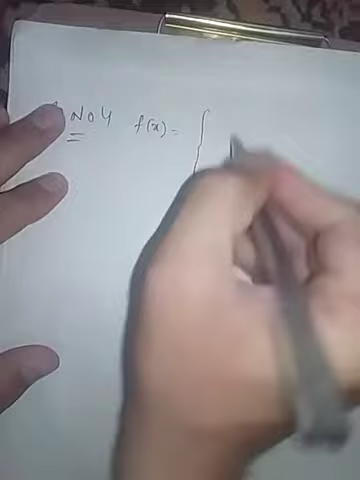 No 4 f(x) = {